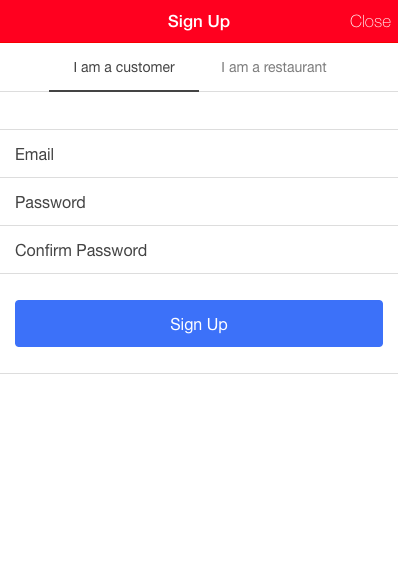 Sign Up Close
I am a customer I am a restaurant
Email
Password
Confirm Password
Sign Up